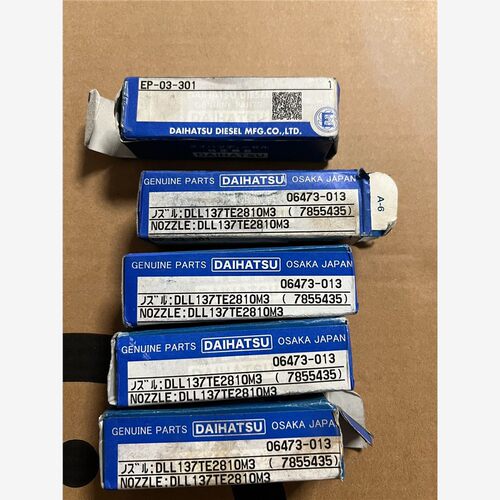 EP-03-301 1
E
DAIHATSU DIESEL MFG.CO.,LTD.
DAIHATSU
GENUINE PARTS DAIHATSU OSAKA JAPAN
A-6
06473-013
ノズル:DLL137TE2810M3 ( 7855435)
NOZZLE:DLL137TE2810M3
GENUINE PARTS DAIHATSU OSAKA JAPAN
06473-013
ノズル:DLL137TE2810M3 ( 7855435)
NOZZLE:DLL137TE2810M3
GENUINE PARTS DAIHATSU OSAKA JAPAN
06473-013
ノズル:DLL137TE2810M3 ( 7855435)
NOZZLE:DLL137TE2810M3
GENUINE PARTS DAIHATSU OSAKA JAPAN
06473-013
ノズル:DLL137TE2810M3 ( 7855435)
NOZZLE:DLL137TE2810M3